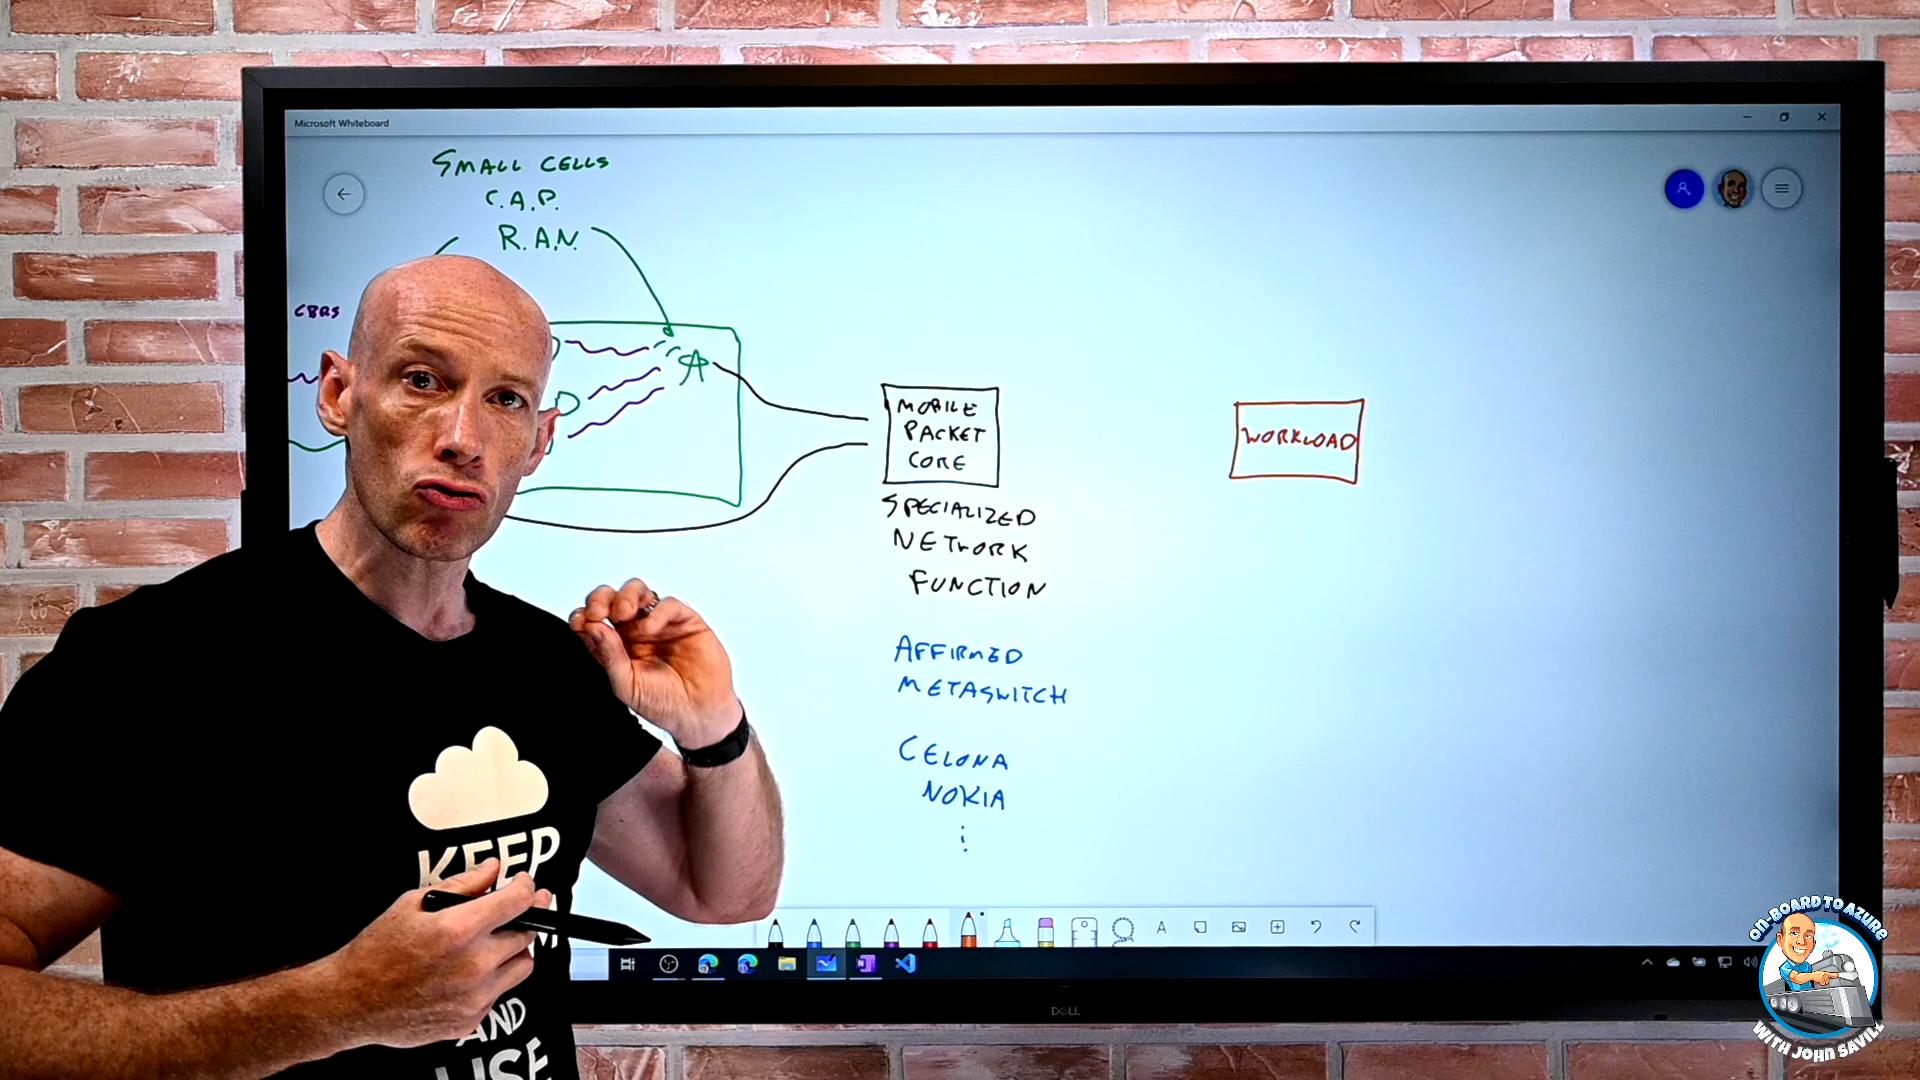 Microsoft Whiteboard
SMALL CELLS
C.A.P.
R.A.N.
CBRS
MOBILE
PACKET
CORE
WORKLOAD
SPECIALIZED
NETWORK
FUNCTION
AFFIRMED
METASWITCH
CELONA
NOKIA
KEEP
AND
USE
DELL
ON-BOARD TO AZURE
WITH JOHN SAVILL